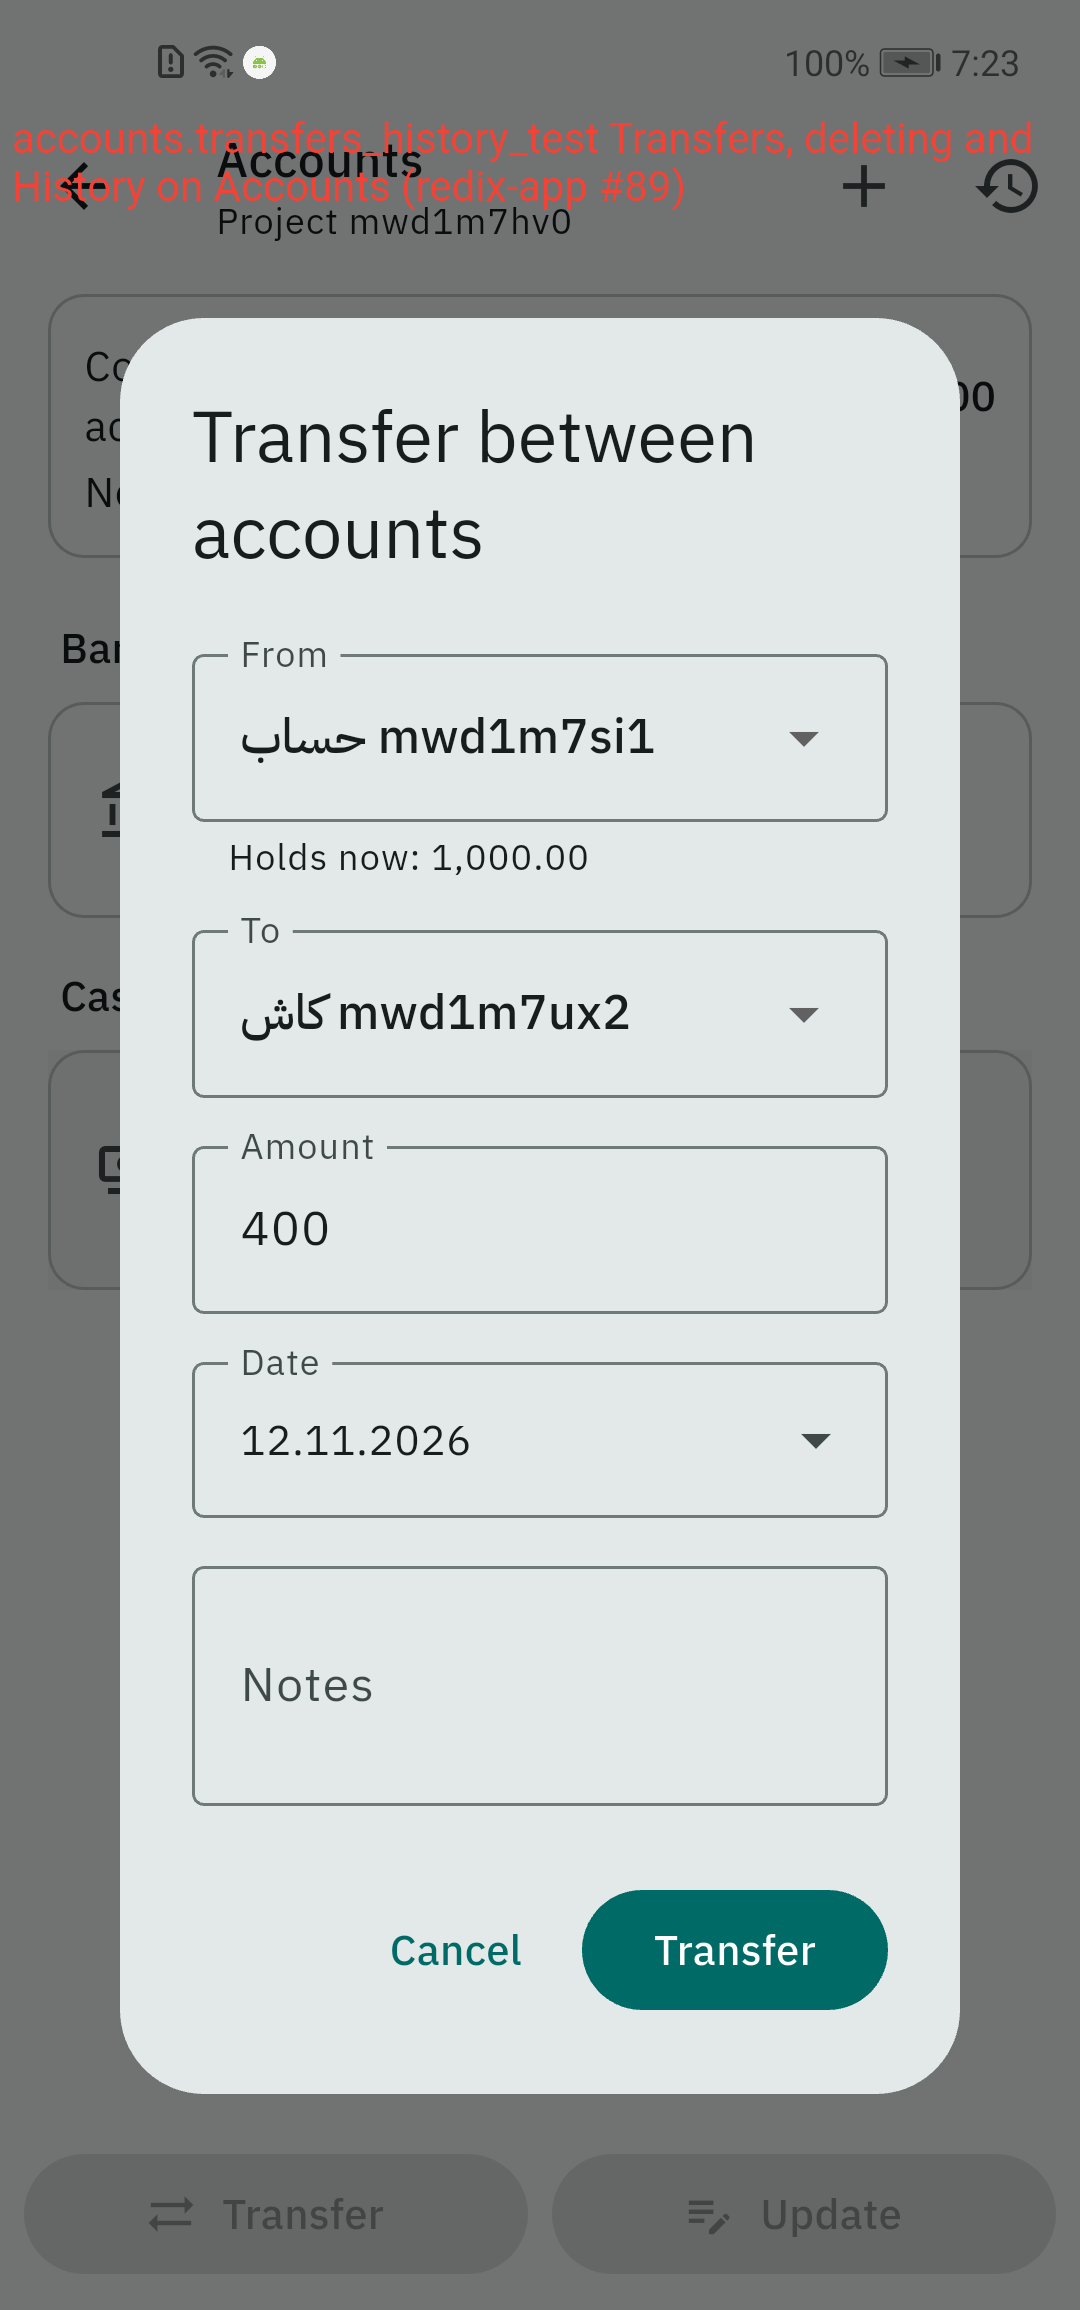 100% 7:23
accounts.transfers_history_test Transfers, deleting and
History on Accounts (redix-app #89)
Accounts
Project mwd1m7hv0
Transfer between
accounts
From
حساب mwd1m7si1
Holds now: 1,000.00
To
کاش mwd1m7ux2
Amount
400
Date
12.11.2026
Notes
Cancel
Transfer
Transfer
Update